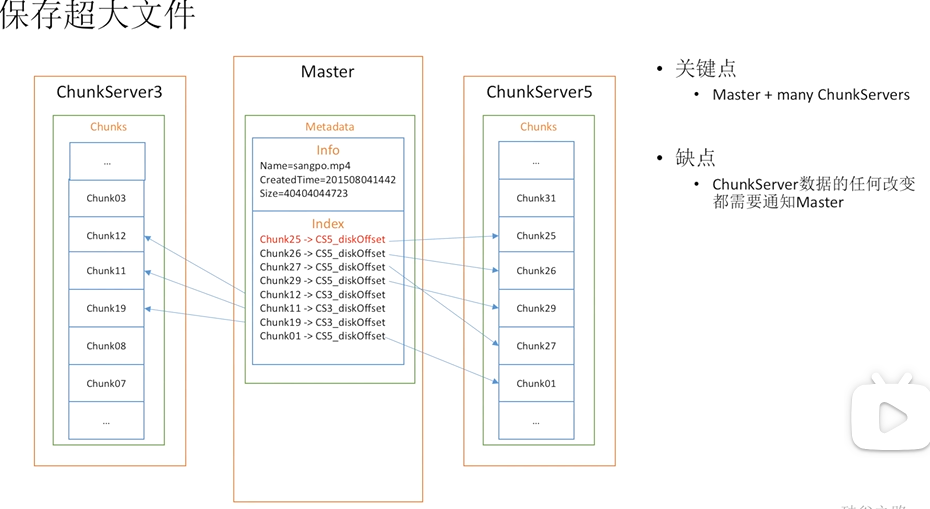 保存超大文件
ChunkServer3
Chunks
...
Chunk03
Chunk12
Chunk11
Chunk19
Chunk08
Chunk07
...
Master
Metadata
Info
Name=sangpo.mp4
CreatedTime=201508041442
Size=40404044723
Index
Chunk25 -> CS5_diskOffset
Chunk26 -> CS5_diskOffset
Chunk27 -> CS5_diskOffset
Chunk29 -> CS5_diskOffset
Chunk12 -> CS3_diskOffset
Chunk11 -> CS3_diskOffset
Chunk19 -> CS3_diskOffset
Chunk01 -> CS5_diskOffset
ChunkServer5
Chunks
...
Chunk31
Chunk25
Chunk26
Chunk29
Chunk27
Chunk01
...
• 关键点
• Master + many ChunkServers
• 缺点
• ChunkServer数据的任何改变
都需要通知Master